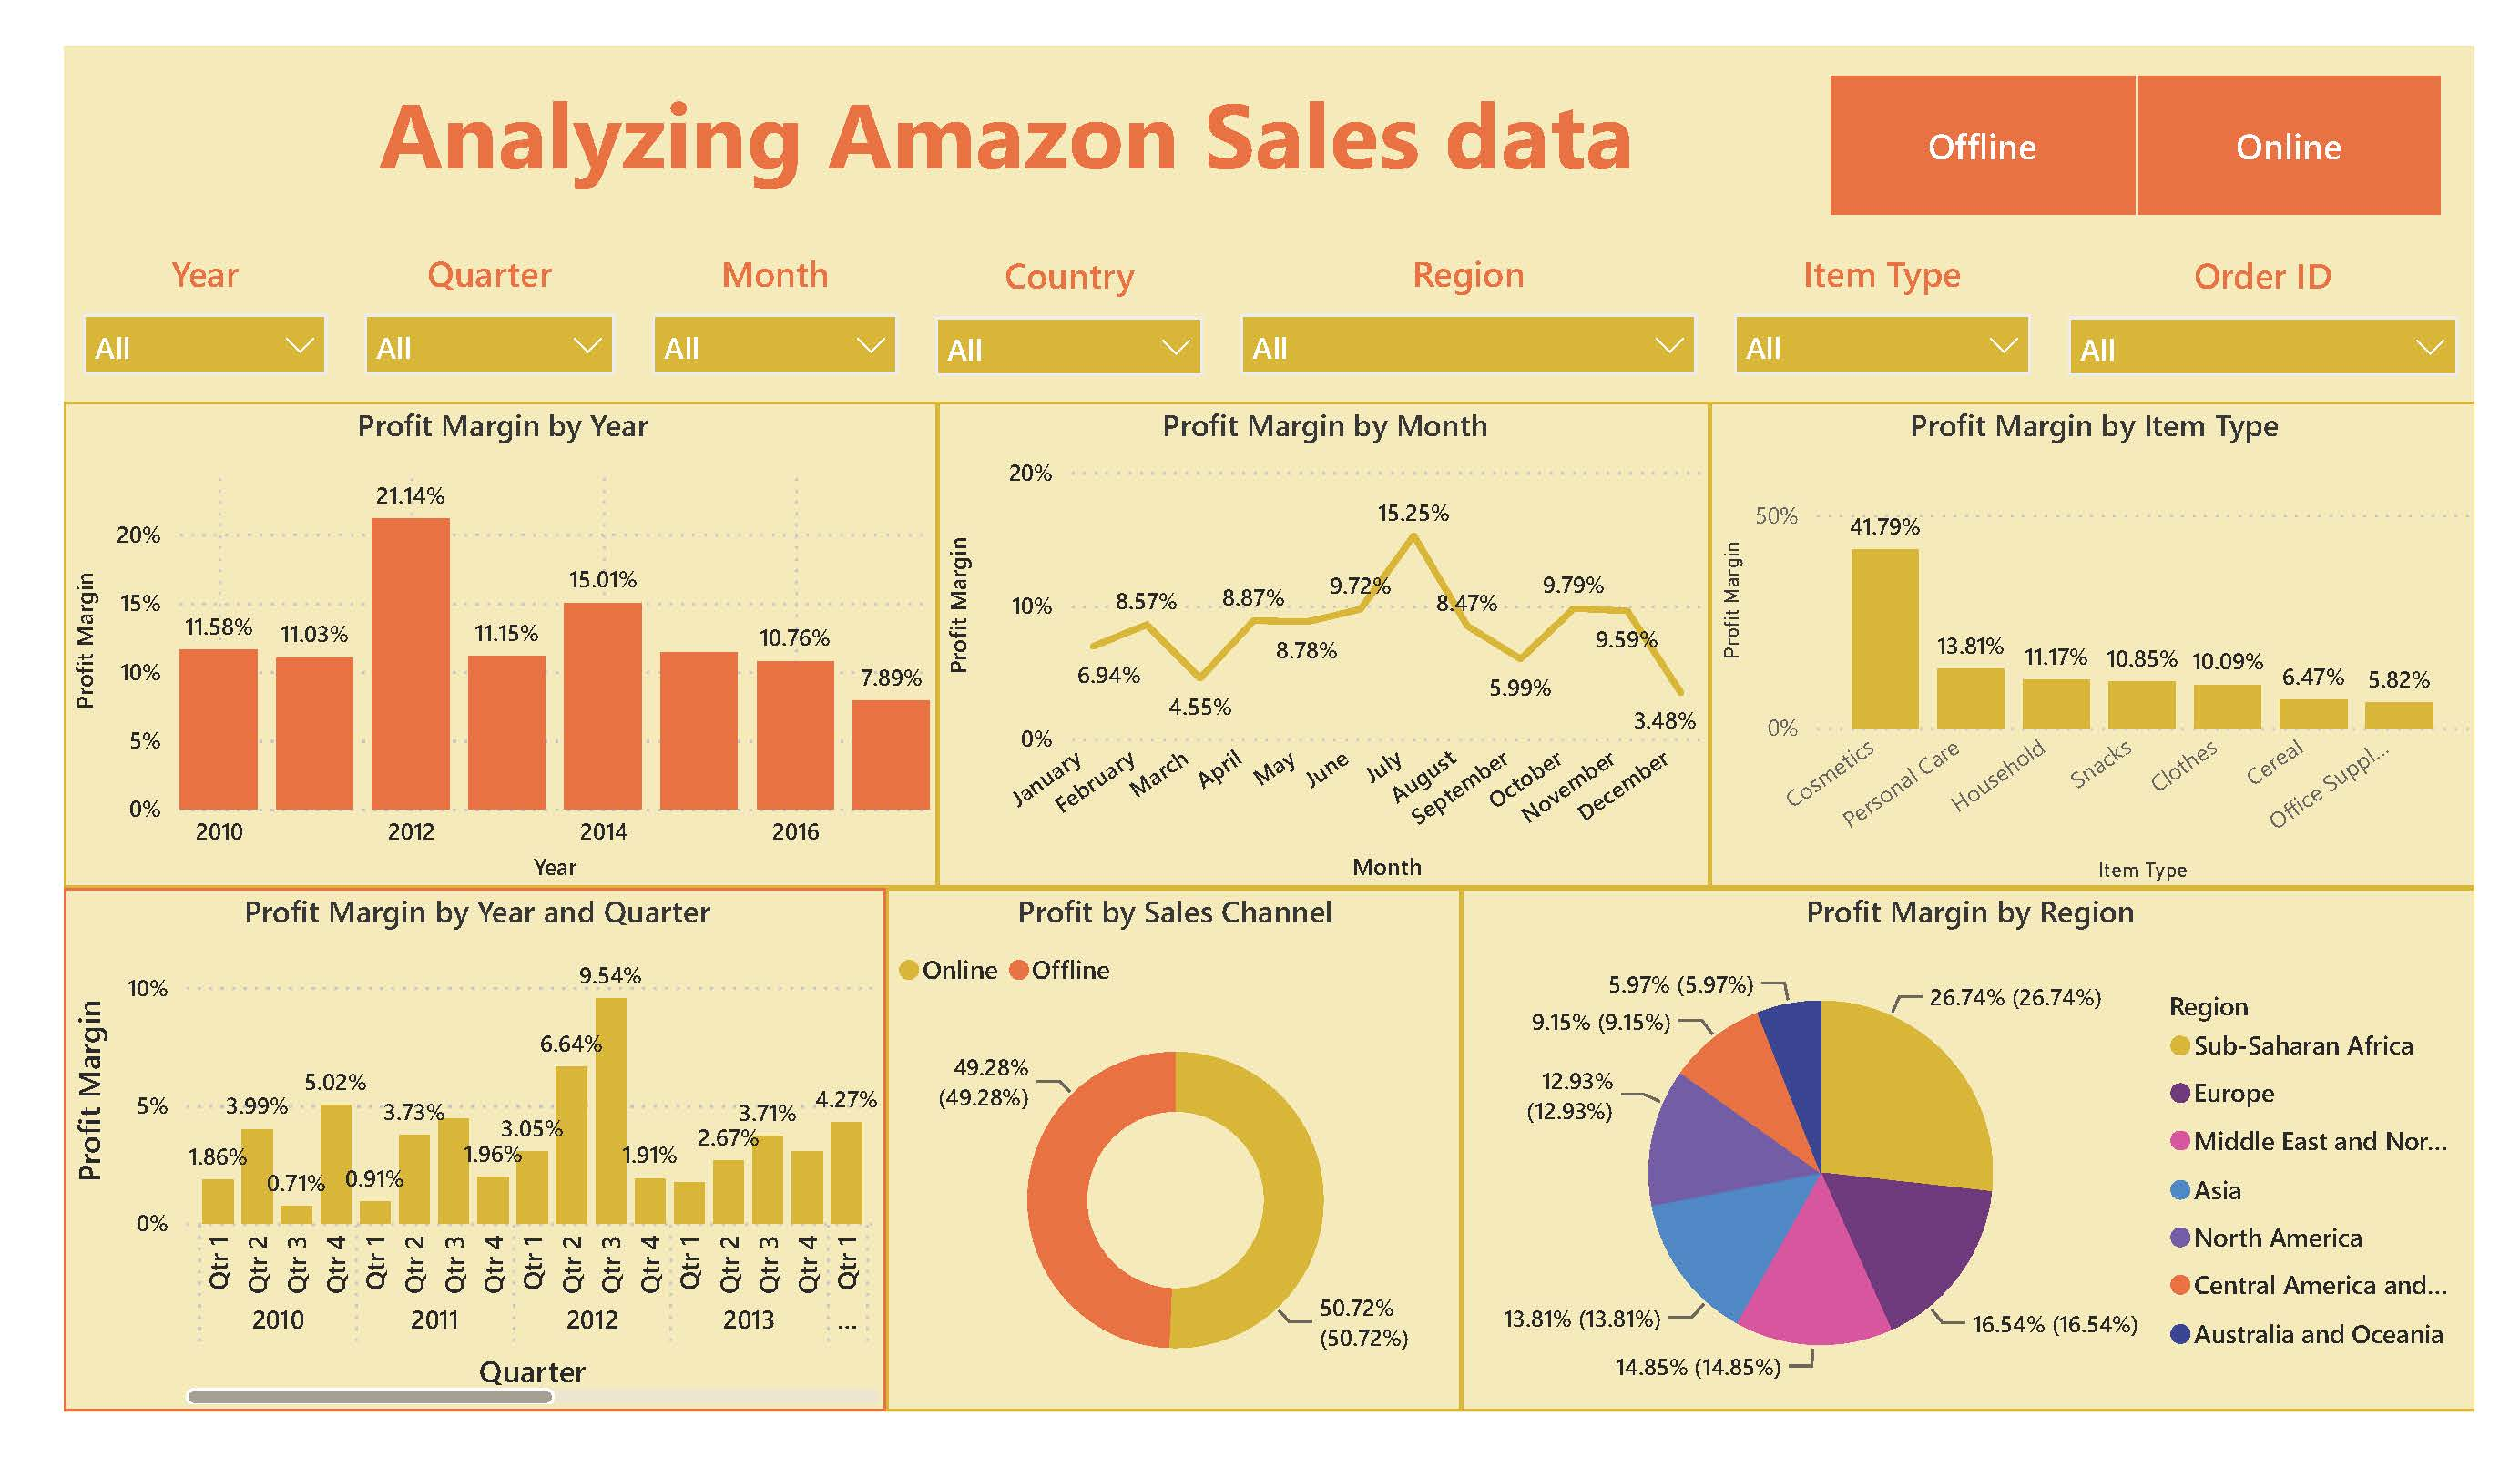 Analyzing Amazon Sales data
Offline
Online
Year
Quarter
Month
Country
Region
Item Type
Order ID
All
All
All
All
All
All
All
Profit Margin by Year
Profit Margin
20%
15%
10%
5%
0%
11.58%
11.03%
21.14%
11.15%
15.01%
10.76%
7.89%
2010
2012
2014
2016
Year
Profit Margin by Month
Profit Margin
20%
10%
0%
6.94%
8.57%
4.55%
8.87%
8.78%
9.72%
15.25%
8.47%
5.99%
9.79%
9.59%
3.48%
January
February
March
April
May
June
July
August
September
October
November
December
Month
Profit Margin by Item Type
Profit Margin
50%
0%
41.79%
13.81%
11.17%
10.85%
10.09%
6.47%
5.82%
Cosmetics
Personal Care
Household
Snacks
Clothes
Cereal
Office Suppl...
Item Type
Profit Margin by Year and Quarter
Profit Margin
10%
5%
0%
1.86%
3.99%
0.71%
5.02%
0.91%
3.73%
1.96%
3.05%
6.64%
9.54%
1.91%
2.67%
3.71%
4.27%
Qtr 1
Qtr 2
Qtr 3
Qtr 4
Qtr 1
Qtr 2
Qtr 3
Qtr 4
Qtr 1
Qtr 2
Qtr 3
Qtr 4
Qtr 1
Qtr 2
Qtr 3
Qtr 4
Qtr 1
2010
2011
2012
2013
...
Quarter
Profit by Sales Channel
Online
Offline
49.28%
(49.28%)
50.72%
(50.72%)
Profit Margin by Region
5.97% (5.97%)
9.15% (9.15%)
12.93%
(12.93%)
13.81% (13.81%)
14.85% (14.85%)
16.54% (16.54%)
26.74% (26.74%)
Region
Sub-Saharan Africa
Europe
Middle East and Nor...
Asia
North America
Central America and...
Australia and Oceania